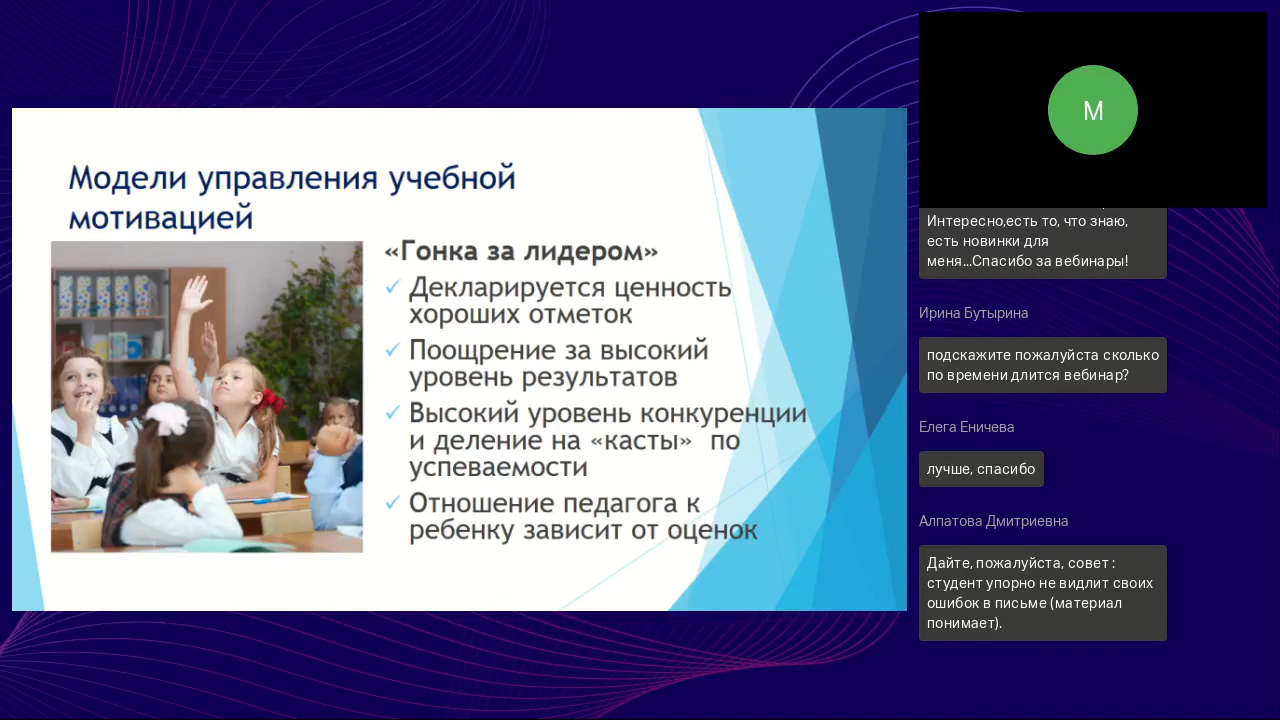 Модели управления учебной
мотивацией
«Гонка за лидером»
Декларируется ценность
хороших отметок
Поощрение за высокий
уровень результатов
Высокий уровень конкуренции
и деление на «касты» по
успеваемости
Отношение педагога к
ребенку зависит от оценок
М
Интересно,есть то, что знаю,
есть новинки для
меня...Спасибо за вебинары!
Ирина Бутырина
подскажите пожалуйста сколько
по времени длится вебинар?
Елега Еничева
лучше, спасибо
Алпатова Дмитриевна
Дайте, пожалуйста, совет :
студент упорно не видлит своих
ошибок в письме (материал
понимает).